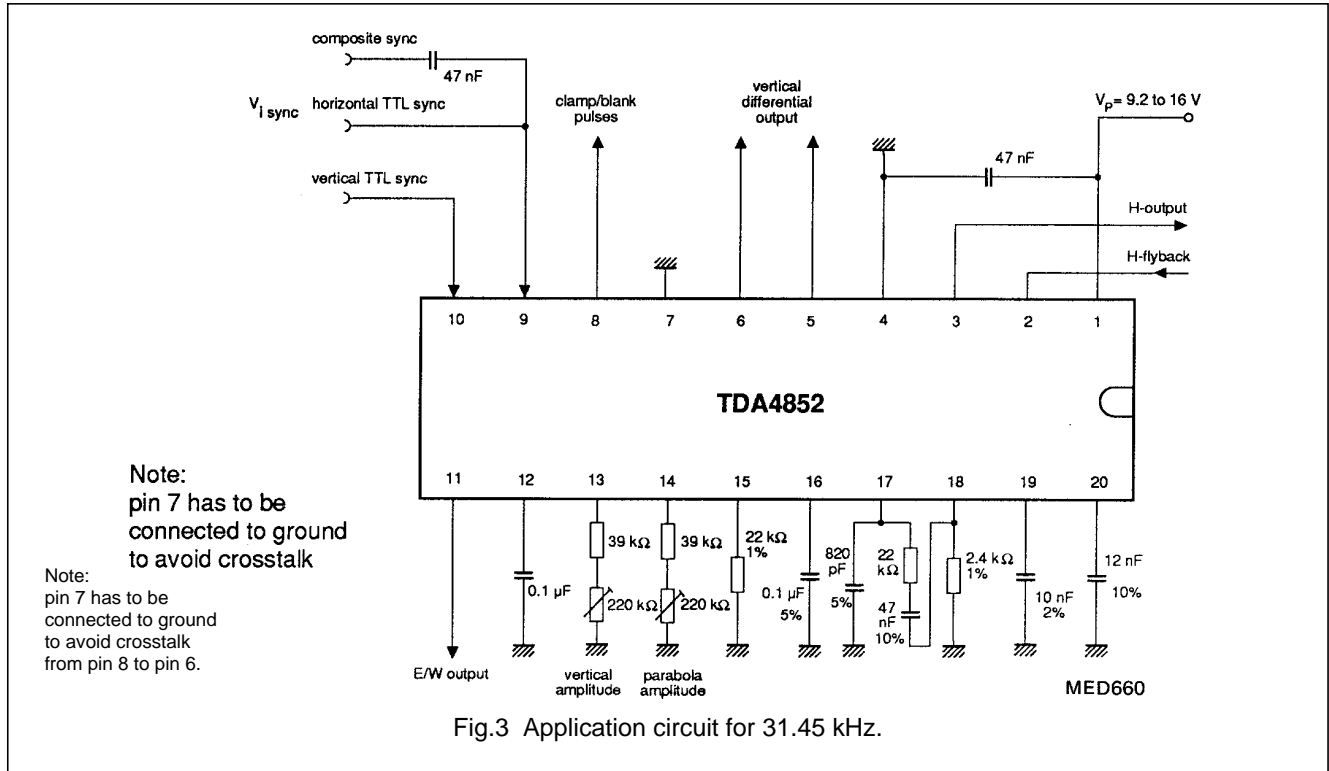 composite sync
47 nF
V i sync
horizontal TTL sync
vertical TTL sync
clamp/blank
pulses
vertical
differential
output
VP = 9.2 to 16 V
47 nF
H-output
H-flyback
10 9 8 7 6 5 4 3 2 1
TDA4852
11 12 13 14 15 16 17 18 19 20
Note:
pin 7 has to be
connected to ground
to avoid crosstalk
Note:
pin 7 has to be
connected to ground
to avoid crosstalk
from pin 8 to pin 6.
E/W output
0.1 µF
39 kΩ
220 kΩ
vertical
amplitude
39 kΩ
220 kΩ
parabola
amplitude
22 kΩ
1%
0.1 µF
5%
820
pF
5%
22
kΩ
47
nF
10%
2.4 kΩ
1%
10 nF
2%
12 nF
10%
MED660
Fig.3 Application circuit for 31.45 kHz.